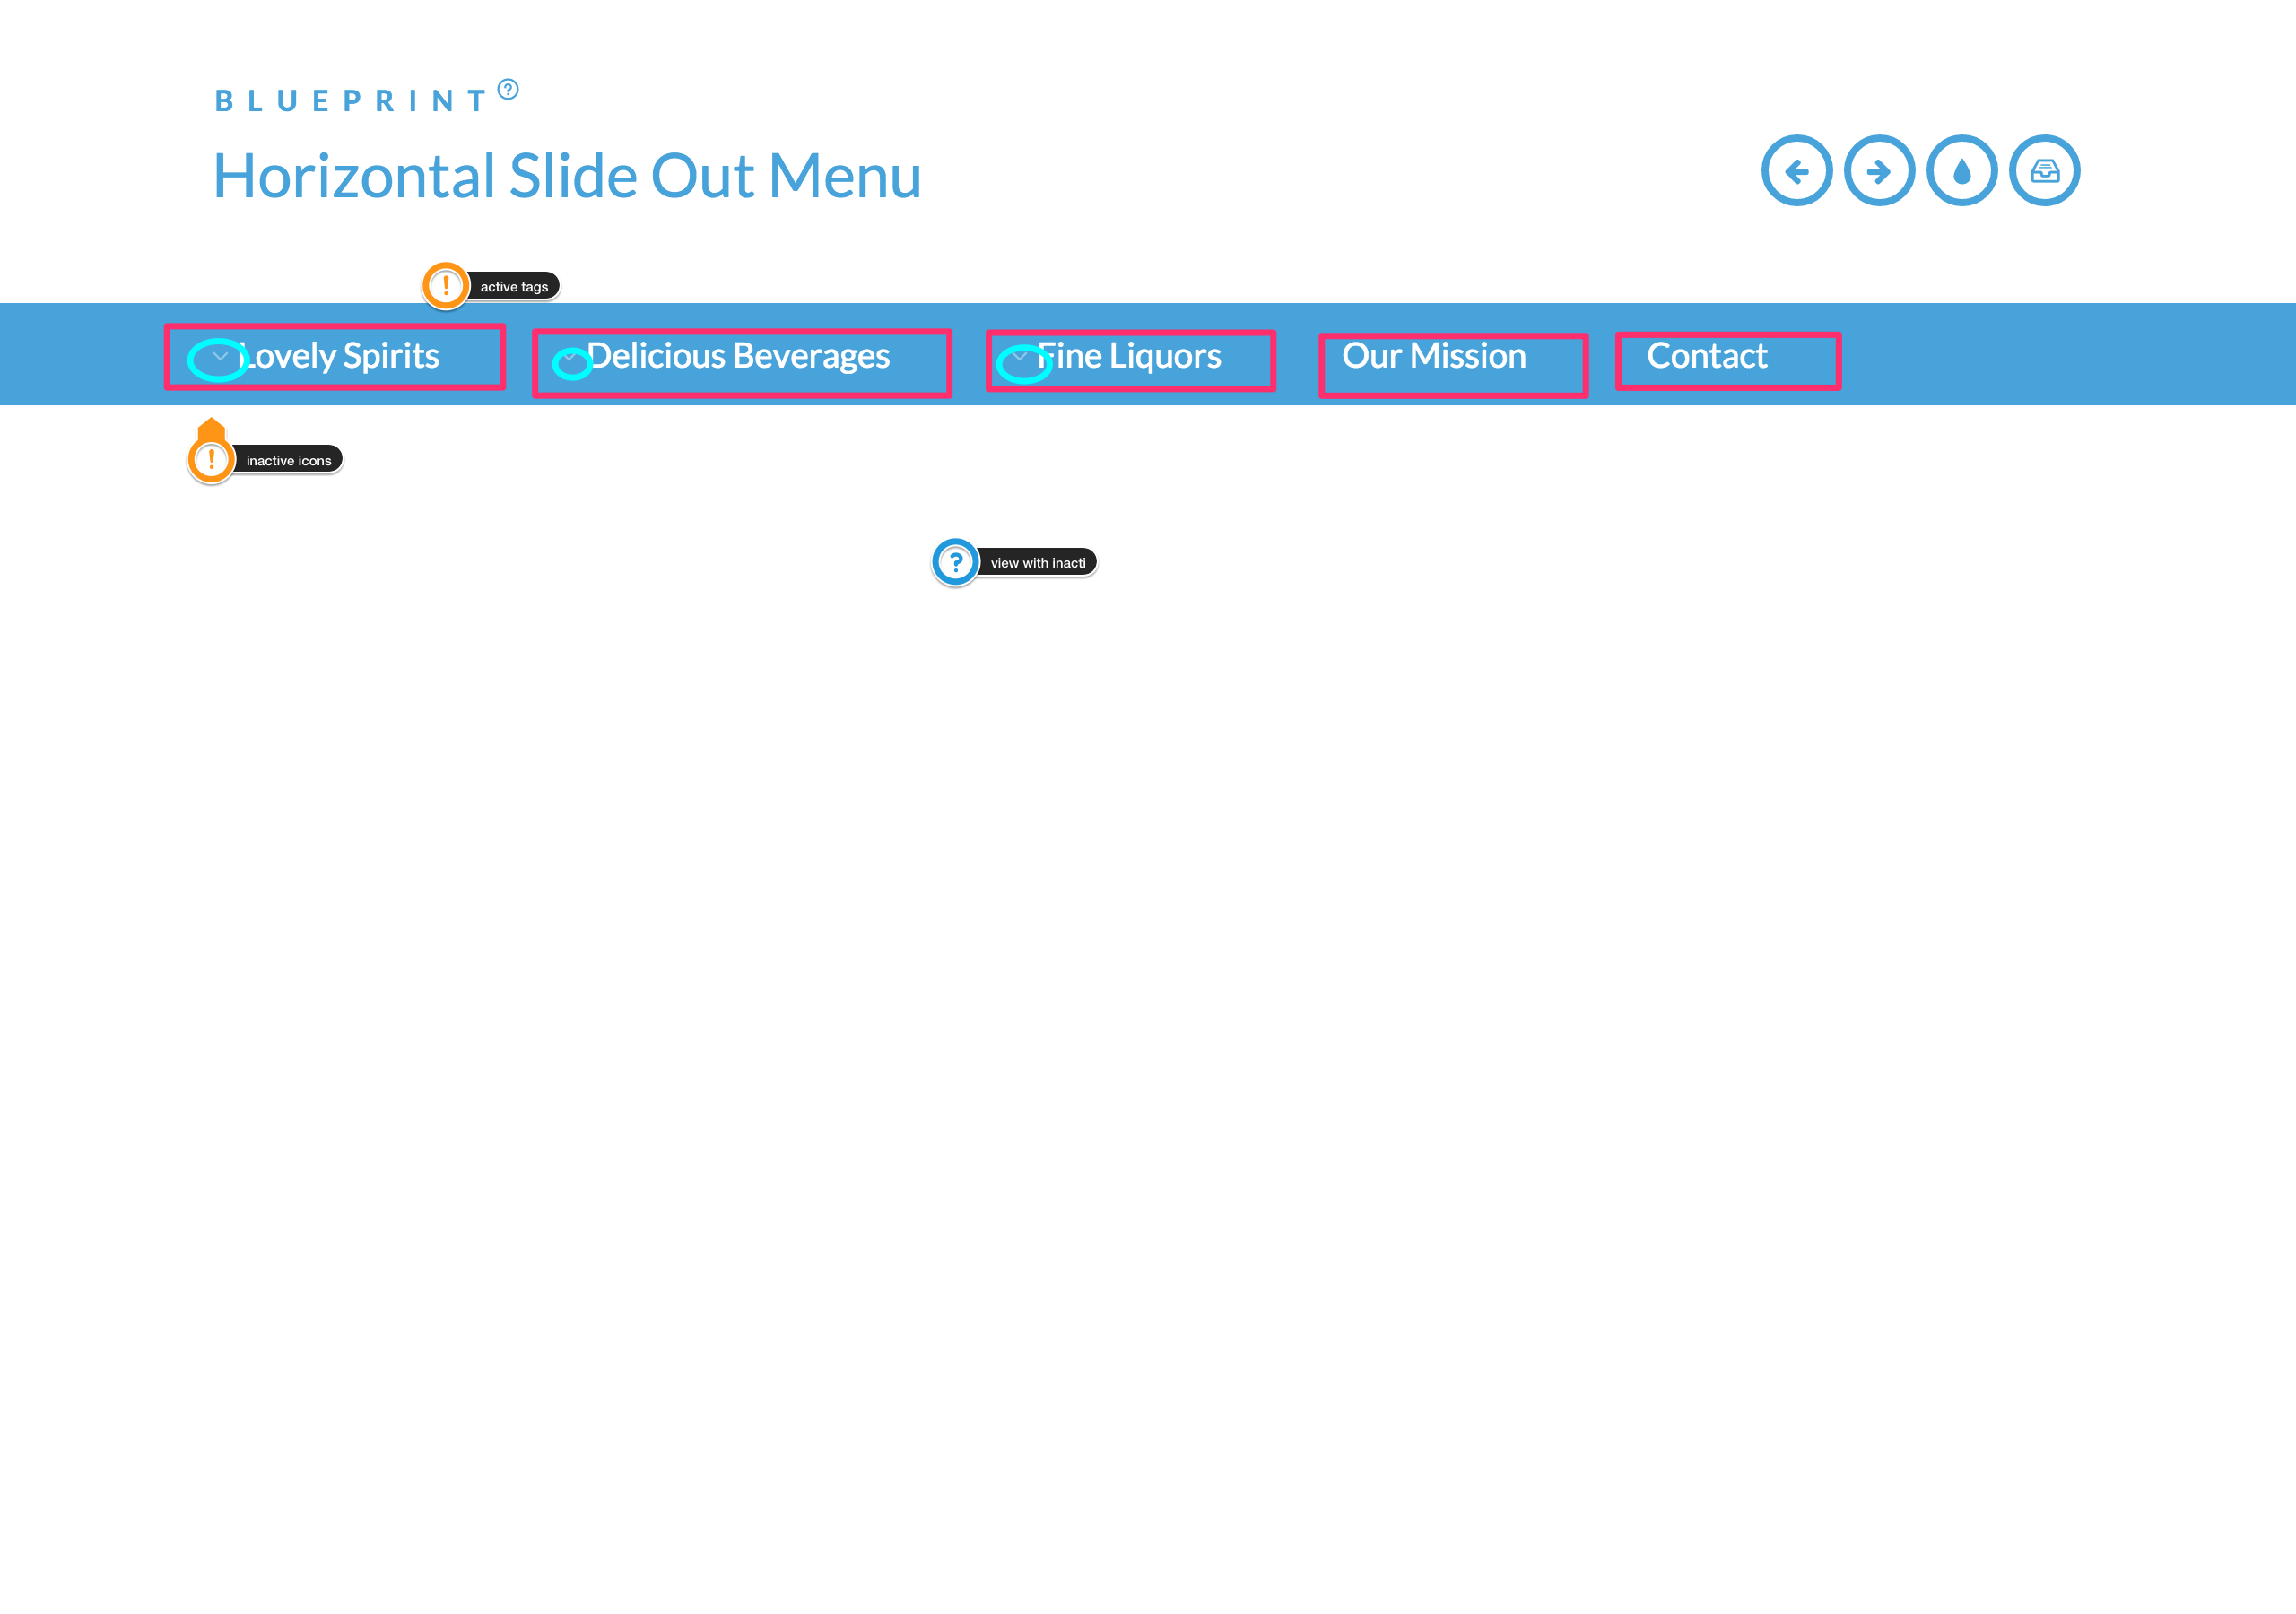 BLUEPRINT ?
Horizontal Slide Out Menu
! active tags
Lovely Spirits Delicious Beverages Fine Liquors Our Mission Contact
! inactive icons
? view with inacti